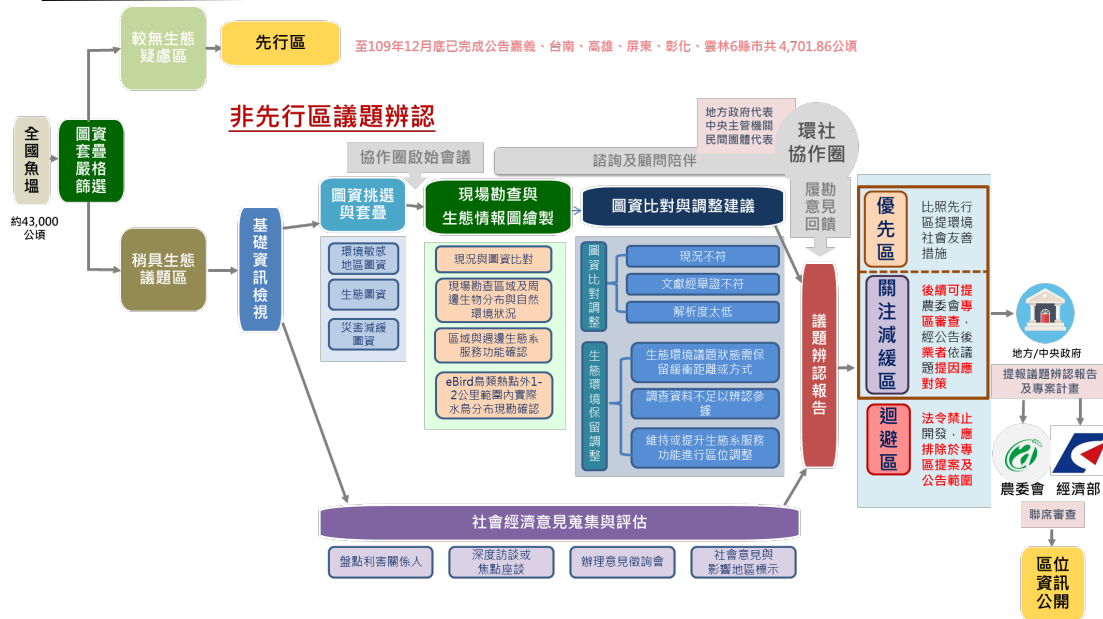 較無生態
疑慮區
先行區
至109年12月底已完成公告嘉義、台南、高雄、屏東、彰化、雲林6縣市共 4,701.86公頃
非先行區議題辨認
全
國
魚
塭
約43,000
公頃
圖資
套疊
嚴格
篩選
稍具生態
議題區
基
礎
資
訊
檢
視
協作圈啟始會議
諮詢及顧問陪伴
地方政府代表
中央主管機關
民間團體代表
環社
協作圈
履勘
意見
回饋
圖資挑選
與套疊
環境敏感
地區圖資
生態圖資
災害減緩
圖資
現場勘查與
生態情報圖繪製
現況與圖資比對
現場勘查區域及周
邊生物分布與自然
環境狀況
區域與週邊生態系
服務功能確認
eBird鳥類熱點外1-
2公里範圍內實際
水鳥分布現勘確認
圖資比對與調整建議
圖
資
比
對
調
整
現況不符
文獻經舉證不符
解析度太低
生
態
環
境
保
留
調
整
生態環境議題狀態需保
留緩衝距離或方式
調查資料不足以辨認參
據
維持或提升生態系服務
功能進行區位調整
社會經濟意見蒐集與評估
盤點利害關係人
深度訪談或
焦點座談
辦理意見徵詢會
社會意見與
影響地區標示
議
題
辨
認
報
告
優
先
區
比照先行
區提環境
社會友善
措施
關
注
減
緩
區
後續可提
農委會專
區審查，
經公告後
業者依議
題提因應
對策
迴
避
區
法令禁止
開發，應
排除於專
區提案及
公告範圍
地方/中央政府
提報議題辨認報告
及專案計畫
農委會
經濟部
聯席審查
區位
資訊
公開